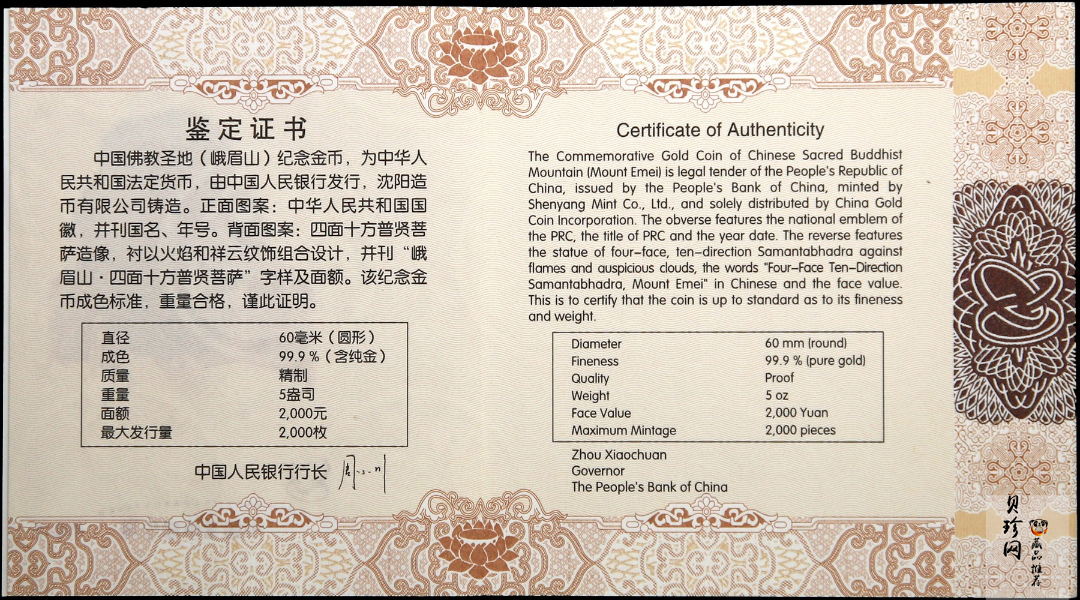 鉴定证书
中国佛教圣地（峨眉山）纪念金币，为中华人
民共和国法定货币，由中国人民银行发行，沈阳造
币有限公司铸造。正面图案：中华人民共和国国
徽，并刊国名、年号。背面图案：四面十方普贤菩
萨造像，衬以火焰和祥云纹饰组合设计，并刊“峨
眉山·四面十方普贤菩萨”字样及面额。该纪念金
币成色标准，重量合格，谨此证明。
直径 60毫米（圆形）
成色 99.9％（含纯金）
质量 精制
重量 5盎司
面额 2,000元
最大发行量 2,000枚
中国人民银行行长
Certificate of Authenticity
The Commemorative Gold Coin of Chinese Sacred Buddhist
Mountain (Mount Emei) is legal tender of the People's Republic of
China, issued by the People's Bank of China, minted by
Shenyang Mint Co., Ltd., and solely distributed by China Gold
Coin Incorporation. The obverse features the national emblem of
the PRC, the title of PRC and the year date. The reverse features
the statue of four-face, ten-direction Samantabhadra against
flames and auspicious clouds, the words "Four-Face Ten-Direction
Samantabhadra, Mount Emei" in Chinese and the face value.
This is to certify that the coin is up to standard as to its fineness
and weight.
Diameter 60 mm (round)
Fineness 99.9 % (pure gold)
Quality Proof
Weight 5 oz
Face Value 2,000 Yuan
Maximum Mintage 2,000 pieces
Zhou Xiaochuan
Governor
The People's Bank of China
贝珍网
藏品推荐